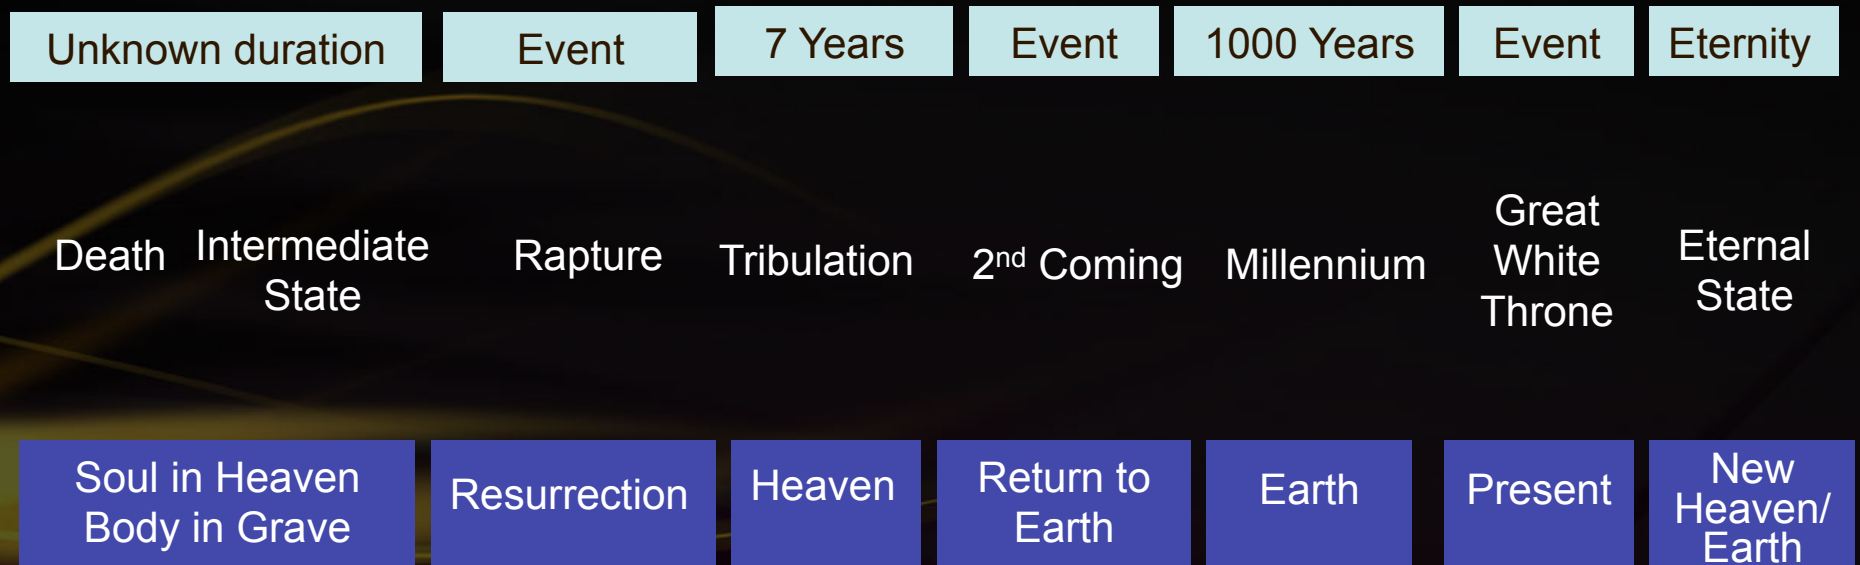 Unknown duration
Event
7 Years
Event
1000 Years
Event
Eternity
Death
Intermediate
State
Rapture
Tribulation
2nd Coming
Millennium
Great
White
Throne
Eternal
State
Soul in Heaven
Body in Grave
Resurrection
Heaven
Return to
Earth
Earth
Present
New
Heaven/
Earth